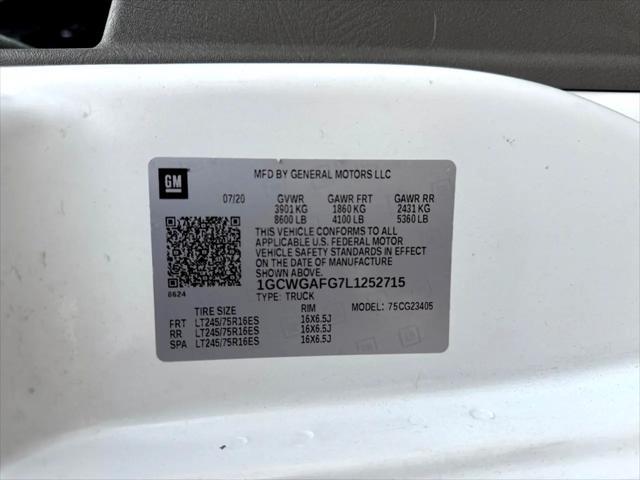 GM
MFD BY GENERAL MOTORS LLC
07/20 GVWR GAWR FRT GAWR RR
3901 KG 1860 KG 2431 KG
8600 LB 4100 LB 5360 LB
THIS VEHICLE CONFORMS TO ALL
APPLICABLE U.S. FEDERAL MOTOR
VEHICLE SAFETY STANDARDS IN EFFECT
ON THE DATE OF MANUFACTURE
SHOWN ABOVE.
8624
1GCWGAFG7L1252715
TYPE: TRUCK
TIRE SIZE RIM MODEL: 75CG23405
FRT LT245/75R16ES 16X6.5J
RR LT245/75R16ES 16X6.5J
SPA LT245/75R16ES 16X6.5J